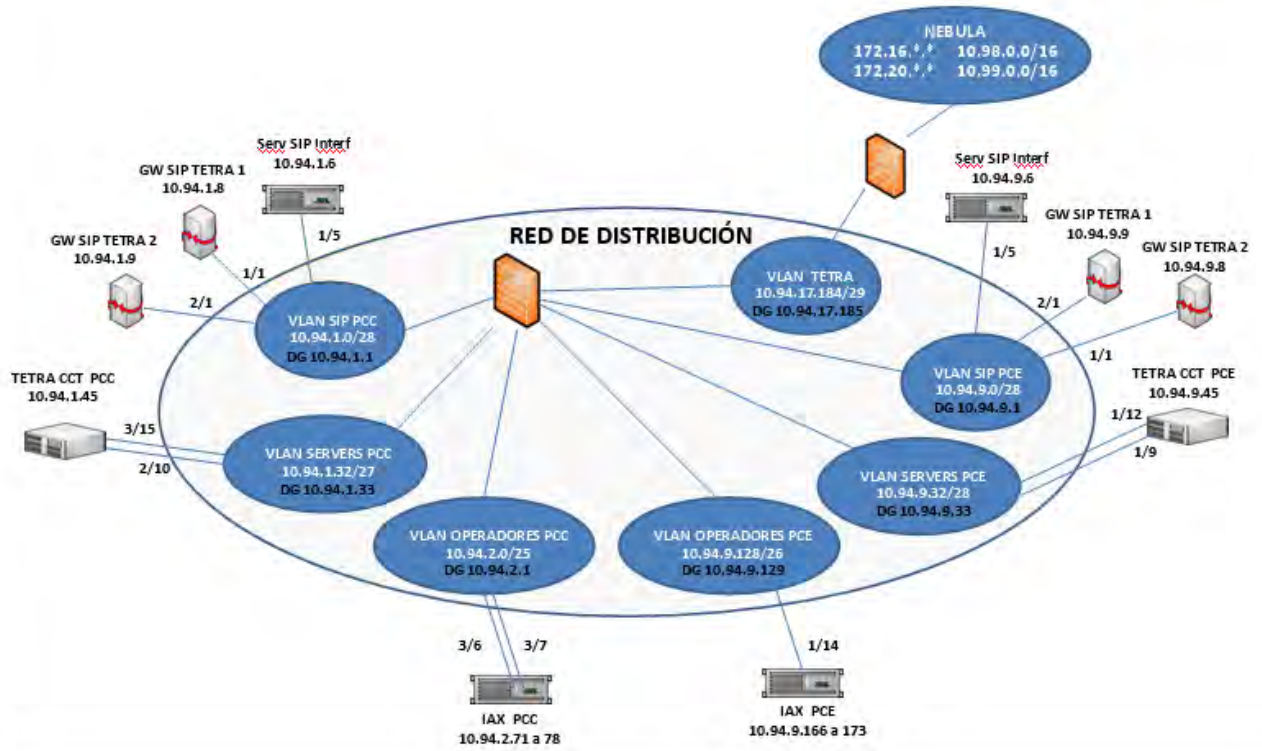 NEBULA
172.16.*.* 10.98.0.0/16
172.20.*.* 10.99.0.0/16
Serv SIP Interf
10.94.1.6
GW SIP TETRA 1
10.94.1.8
GW SIP TETRA 2
10.94.1.9
1/5
1/1
2/1
Serv SIP Interf
10.94.9.6
GW SIP TETRA 1
10.94.9.9
GW SIP TETRA 2
10.94.9.8
1/5
2/1
1/1
RED DE DISTRIBUCIÓN
VLAN TETRA
10.94.17.184/29
DG 10.94.17.185
VLAN SIP PCC
10.94.1.0/28
DG 10.94.1.1
VLAN SIP PCE
10.94.9.0/28
DG 10.94.9.1
TETRA CCT PCC
10.94.1.45
3/15
2/10
TETRA CCT PCE
10.94.9.45
1/12
1/9
VLAN SERVERS PCC
10.94.1.32/27
DG 10.94.1.33
VLAN SERVERS PCE
10.94.9.32/28
DG 10.94.9.33
VLAN OPERADORES PCC
10.94.2.0/25
DG 10.94.2.1
VLAN OPERADORES PCE
10.94.9.128/26
DG 10.94.9.129
3/6
3/7
1/14
IAX PCC
10.94.2.71 a 78
IAX PCE
10.94.9.166 a 173